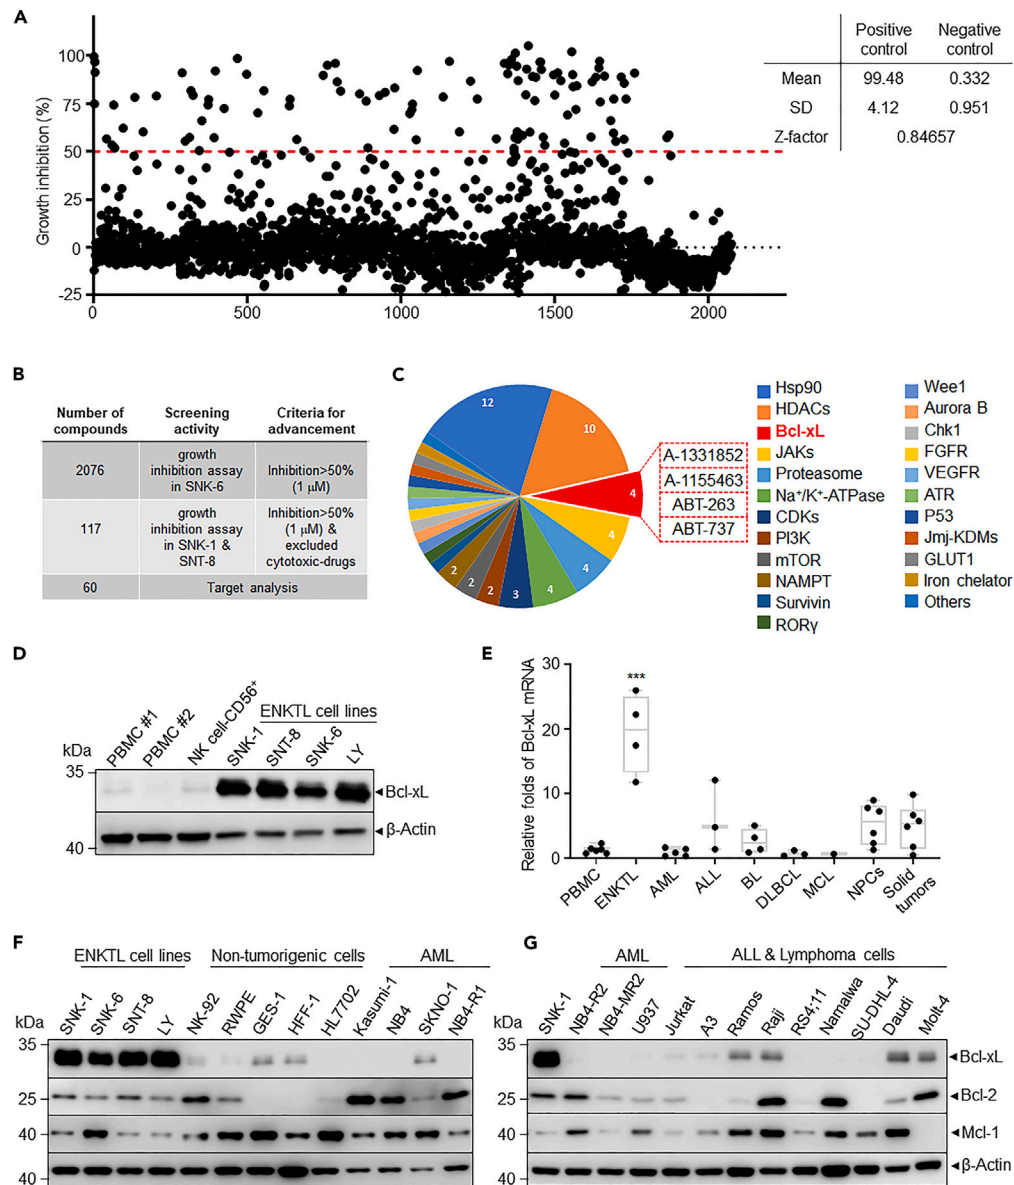 A
Growth inhibition (%)
100
75
50
25
0
-25
0
500
1000
1500
2000
Positive control
Negative control
Mean 99.48 0.332
SD 4.12 0.951
Z-factor 0.84657
B
Number of compounds
Screening activity
Criteria for advancement
2076
growth inhibition assay in SNK-6
Inhibition>50% (1 μM)
117
growth inhibition assay in SNK-1 & SNT-8
Inhibition>50% (1 μM) & excluded cytotoxic-drugs
60
Target analysis
C
12
10
4
4
4
4
3
2
2
2
A-1331852
A-1155463
ABT-263
ABT-737
Hsp90
HDACs
Bcl-xL
JAKs
Proteasome
Na⁺/K⁺-ATPase
CDKs
PI3K
mTOR
NAMPT
Survivin
RORγ
Wee1
Aurora B
Chk1
FGFR
VEGFR
ATR
P53
Jmj-KDMs
GLUT1
Iron chelator
Others
D
ENKTL cell lines
PBMC #1
PBMC #2
NK cell-CD56⁺
SNK-1
SNT-8
SNK-6
LY
kDa
35
40
Bcl-xL
β-Actin
E
Relative folds of Bcl-xL mRNA
30
20
10
0
***
PBMC
ENKTL
AML
ALL
BL
DLBCL
MCL
NPCs
Solid tumors
F
ENKTL cell lines
Non-tumorigenic cells
AML
SNK-1
SNK-6
SNT-8
LY
NK-92
RWPE
GES-1
HFF-1
HL7702
Kasumi-1
NB4
SKNO-1
NB4-R1
kDa
35
25
40
40
G
AML
ALL & Lymphoma cells
SNK-1
NB4-R2
NB4-MR2
U937
Jurkat
A3
Ramos
Raji
RS4;11
Namalwa
SU-DHL-4
Daudi
Molt-4
kDa
35
25
40
40
Bcl-xL
Bcl-2
Mcl-1
β-Actin